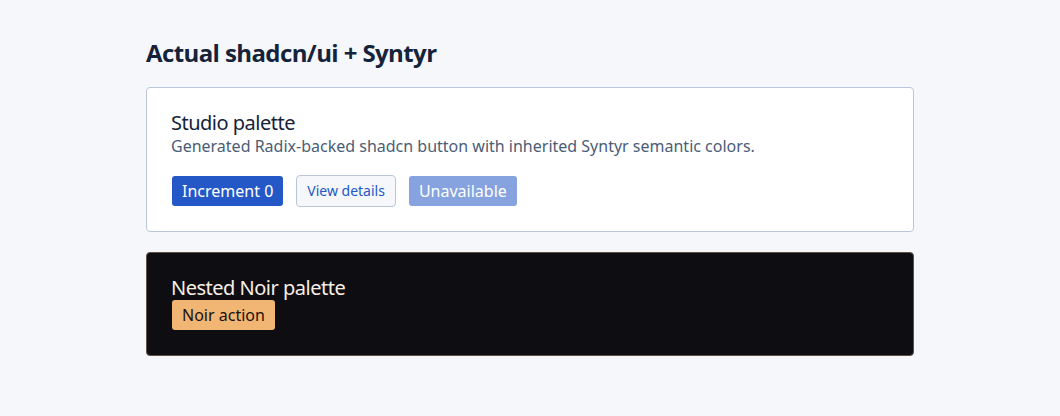 Actual shadcn/ui + Syntyr
Studio palette
Generated Radix-backed shadcn button with inherited Syntyr semantic colors.
Increment 0 View details Unavailable
Nested Noir palette
Noir action